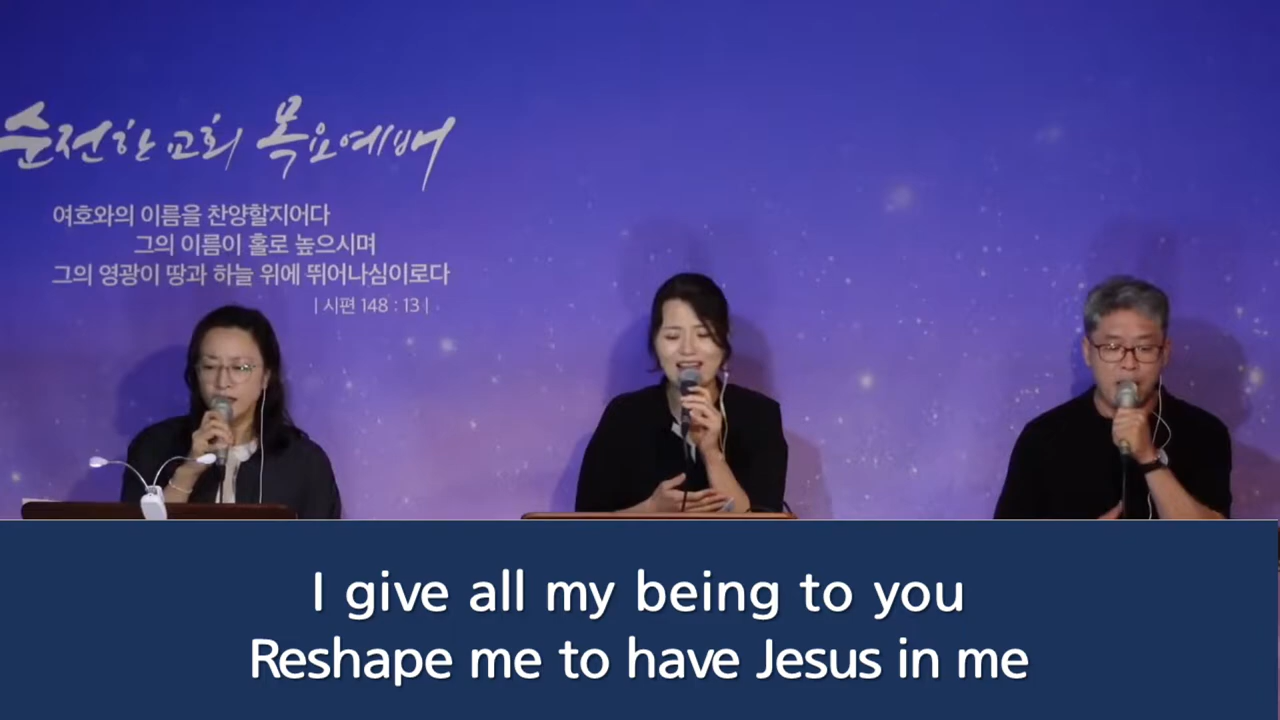 순전한 교회 목요예배
여호와의 이름을 찬양할지어다
그의 이름이 홀로 높으시며
그의 영광이 땅과 하늘 위에 뛰어나심이로다
| 시편 148 : 13 |
I give all my being to you
Reshape me to have Jesus in me